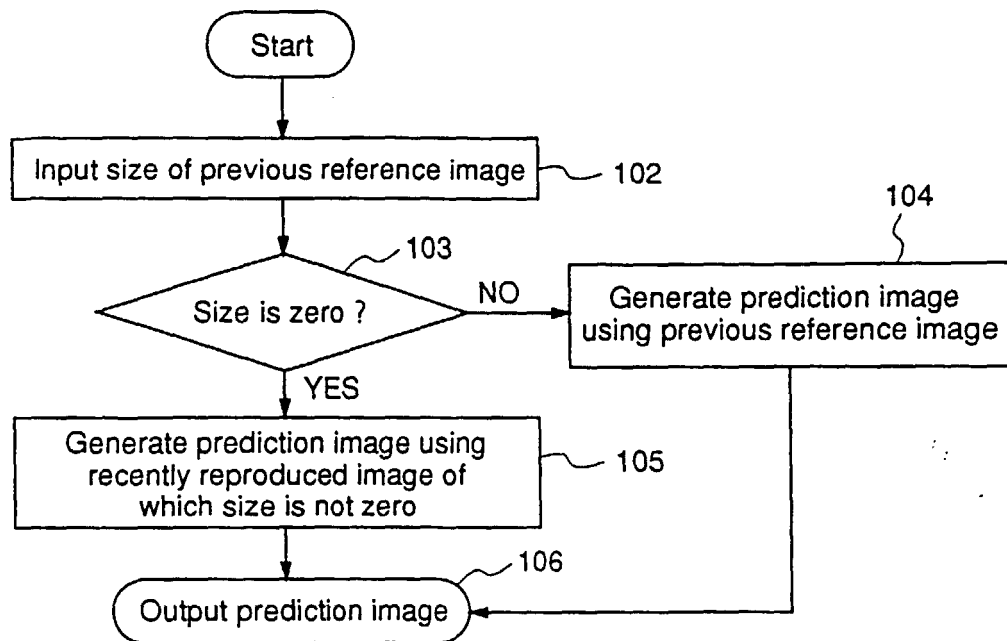 Start
Input size of previous reference image
102
103
104
Size is zero ?
NO
Generate prediction image
using previous reference image
YES
Generate prediction image using
recently reproduced image of
which size is not zero
105
106
Output prediction image